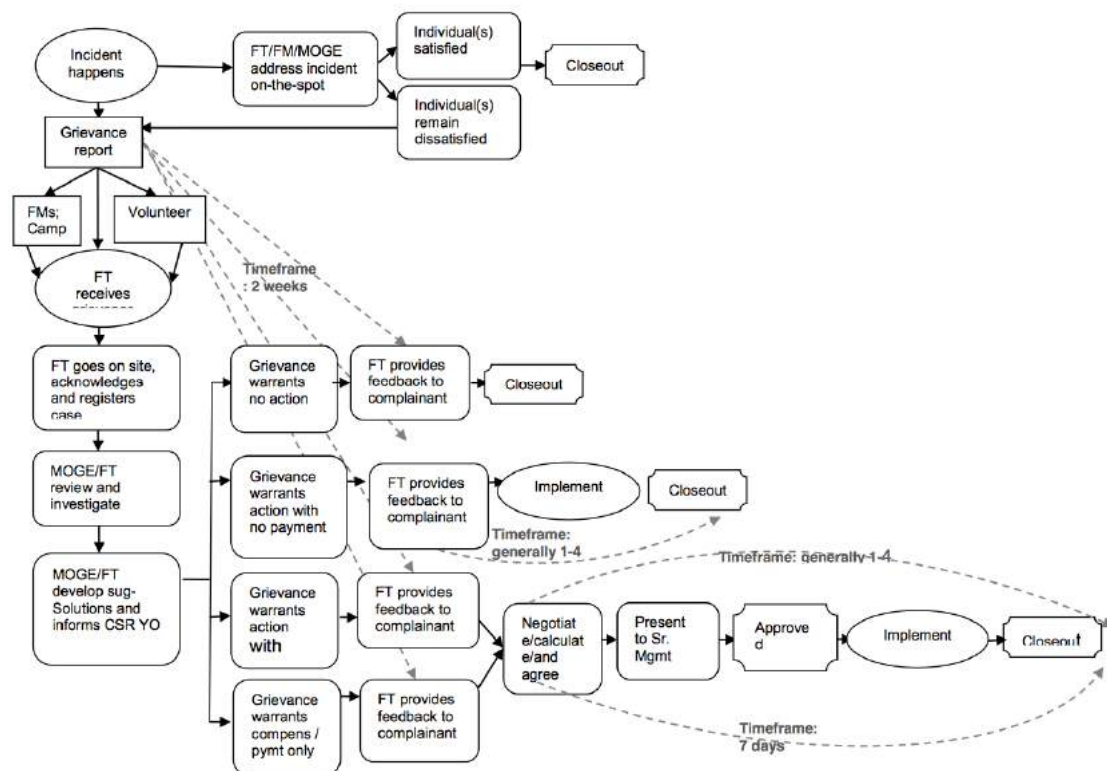 Incident
happens
FT/FM/MOGE
address incident
on-the-spot
Individual(s)
satisfied
Closeout
Individual(s)
remain
dissatisfied
Grievance
report
FMs;
Camp
Volunteer
FT
receives
Timeframe
: 2 weeks
FT goes on site,
acknowledges
and registers
case
Grievance
warrants
no action
FT provides
feedback to
complainant
Closeout
MOGE/FT
review and
investigate
Grievance
warrants
action with
no payment
FT provides
feedback to
complainant
Implement
Closeout
Timeframe:
generally 1-4
Timeframe: generally 1-4
MOGE/FT
develop sug-
Solutions and
informs CSR YO
Grievance
warrants
action
with
FT provides
feedback to
complainant
Negotiat
e/calculat
e/and
agree
Present
to Sr.
Mgmt
Approve
d
Implement
Closeout
Grievance
warrants
compens /
pymt only
FT provides
feedback to
complainant
Timeframe:
7 days